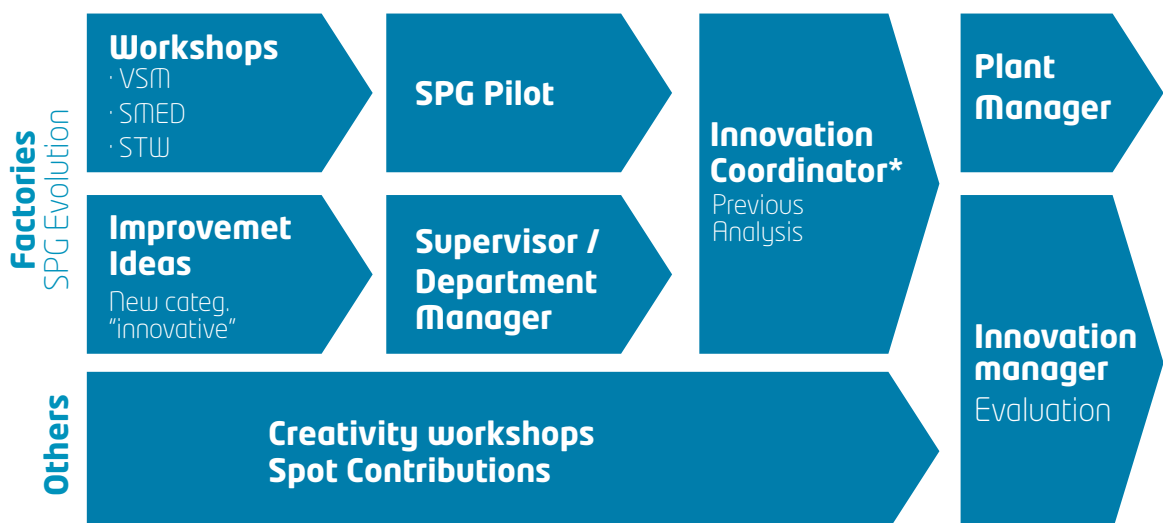 Factories
SPG Evolution
Workshops
· VSM
· SMED
· STW
SPG Pilot
Improvemet
Ideas
New categ.
"innovative"
Supervisor /
Department
Manager
Innovation
Coordinator*
Previous
Analysis
Plant
Manager
Innovation
manager
Evaluation
Others
Creativity workshops
Spot Contributions